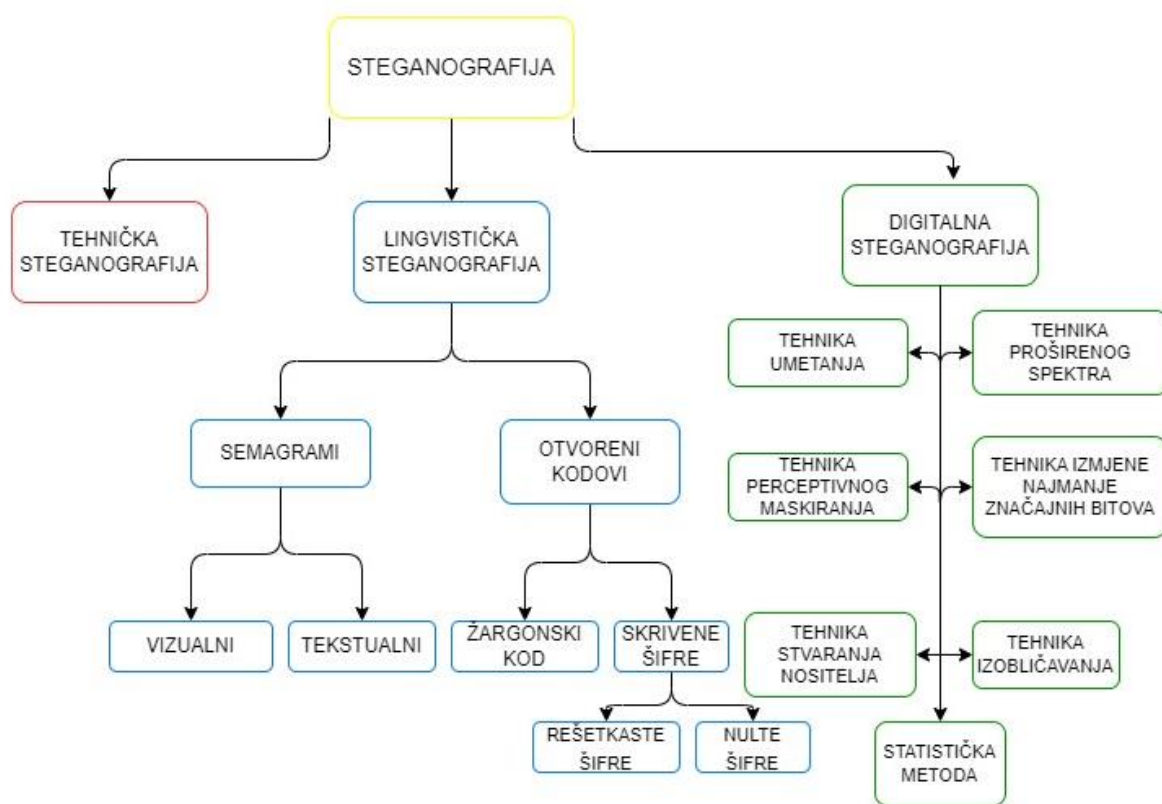 STEGANOGRAFIJA
TEHNIČKA
STEGANOGRAFIJA
LINGVISTIČKA
STEGANOGRAFIJA
DIGITALNA
STEGANOGRAFIJA
TEHNIKA
UMETANJA
TEHNIKA
PROŠIRENOG
SPEKTRA
SEMAGRAMI
OTVORENI
KODOVI
TEHNIKA
PERCEPTIVNOG
MASKIRANJA
TEHNIKA IZMJENE
NAJMANJE
ZNAČAJNIH BITOVA
VIZUALNI
TEKSTUALNI
ŽARGONSKI
KOD
SKRIVENE
ŠIFRE
TEHNIKA
STVARANJA
NOSITELJA
TEHNIKA
IZOBLIČAVANJA
REŠETKASTE
ŠIFRE
NULTE
ŠIFRE
STATISTIČKA
METODA